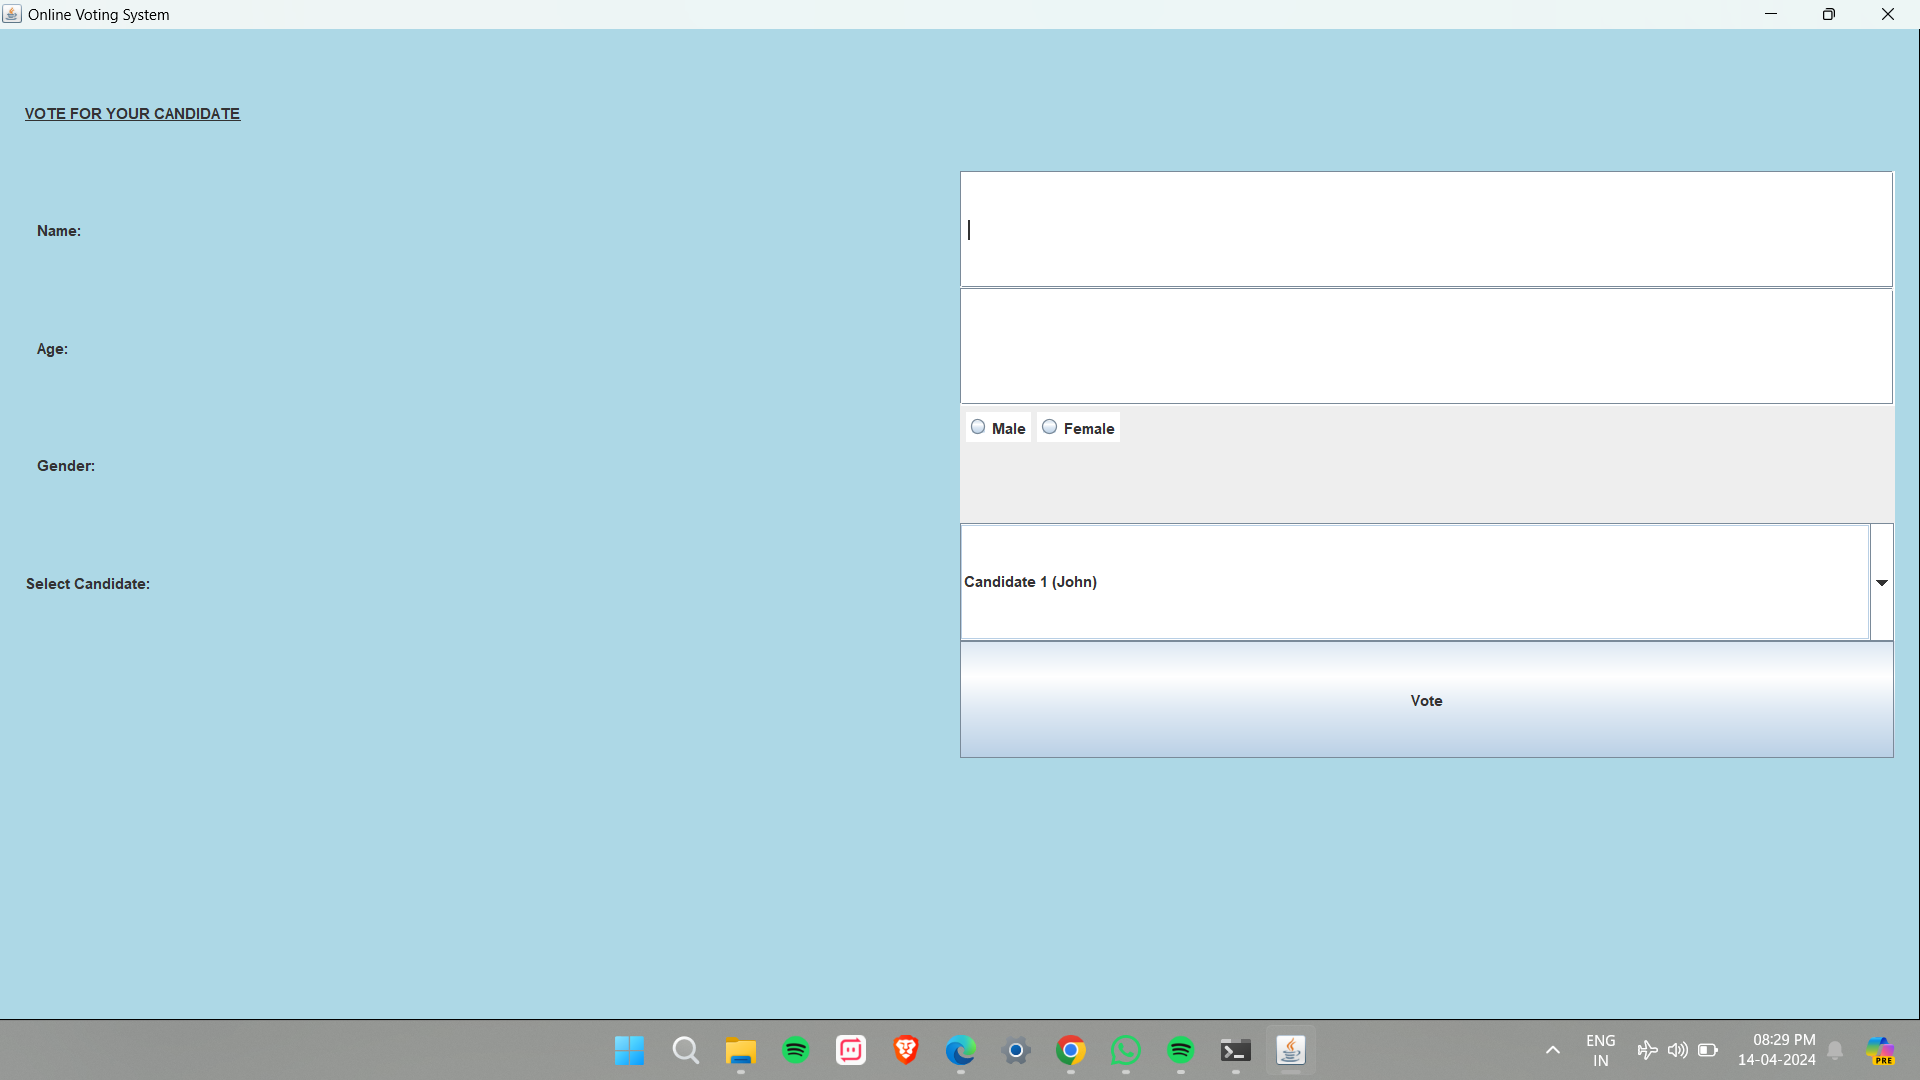 Online Voting System
VOTE FOR YOUR CANDIDATE
Name:
Age:
Male Female
Gender:
Select Candidate:
Candidate 1 (John)
Vote
ENG
IN
08:29 PM
14-04-2024
PRE